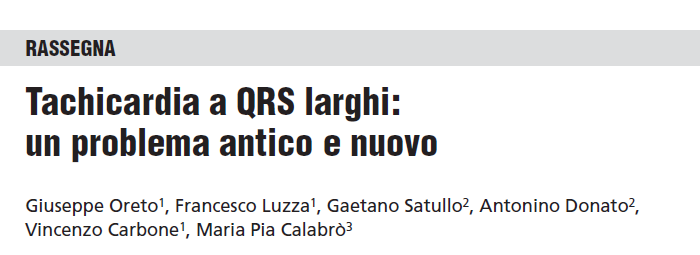 RASSEGNA
Tachicardia a QRS larghi:
un problema antico e nuovo
Giuseppe Oreto¹, Francesco Luzza¹, Gaetano Satullo², Antonino Donato²,
Vincenzo Carbone¹, Maria Pia Calabrò³